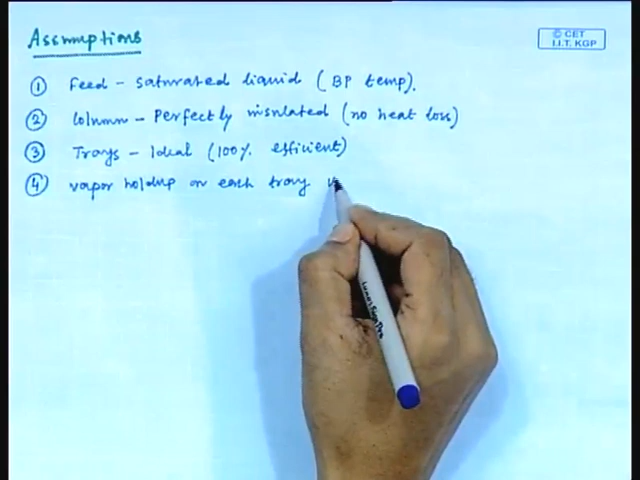 Assumptions
© CET
I.I.T. KGP
① Feed – saturated liquid (BP temp).
② Column – Perfectly insulated (no heat loss)
③ Trays – Ideal (100% efficient)
④ vapor holdup on each tray